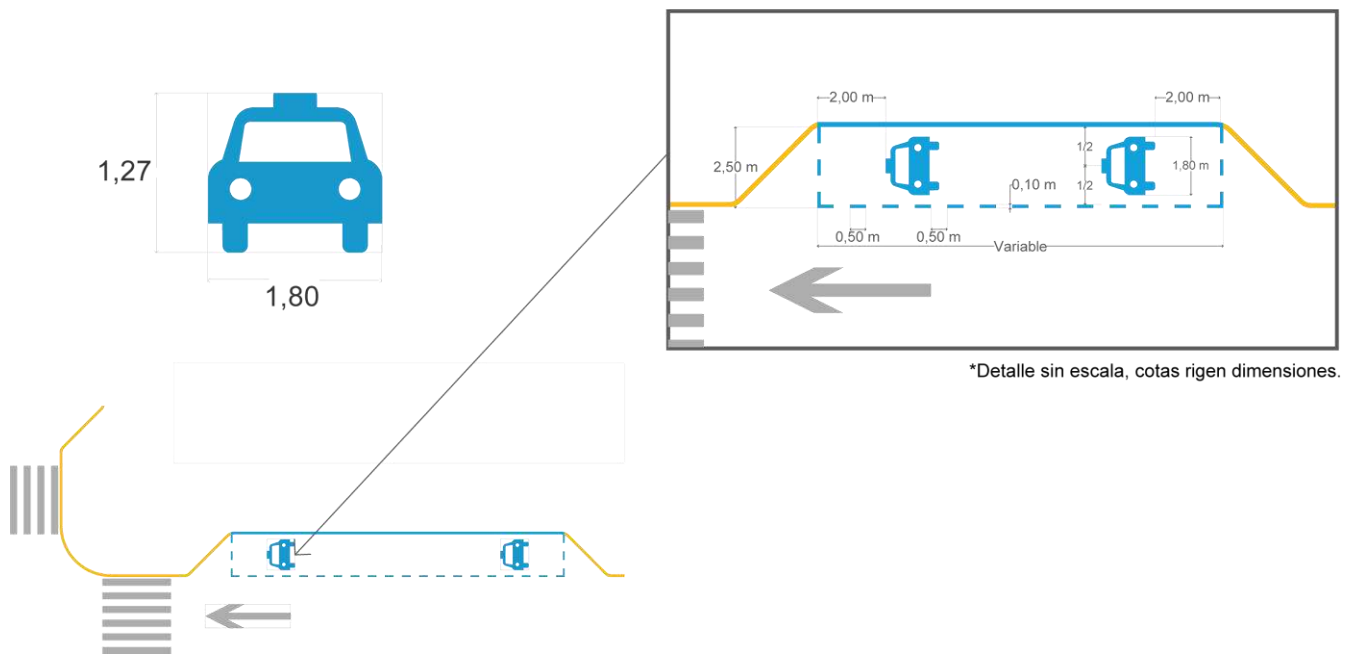 1,27
1,80
2,00 m
2,00 m
2,50 m
1/2
1,80 m
1/2
0,10 m
0,50 m
0,50 m
Variable
*Detalle sin escala, cotas rigen dimensiones.